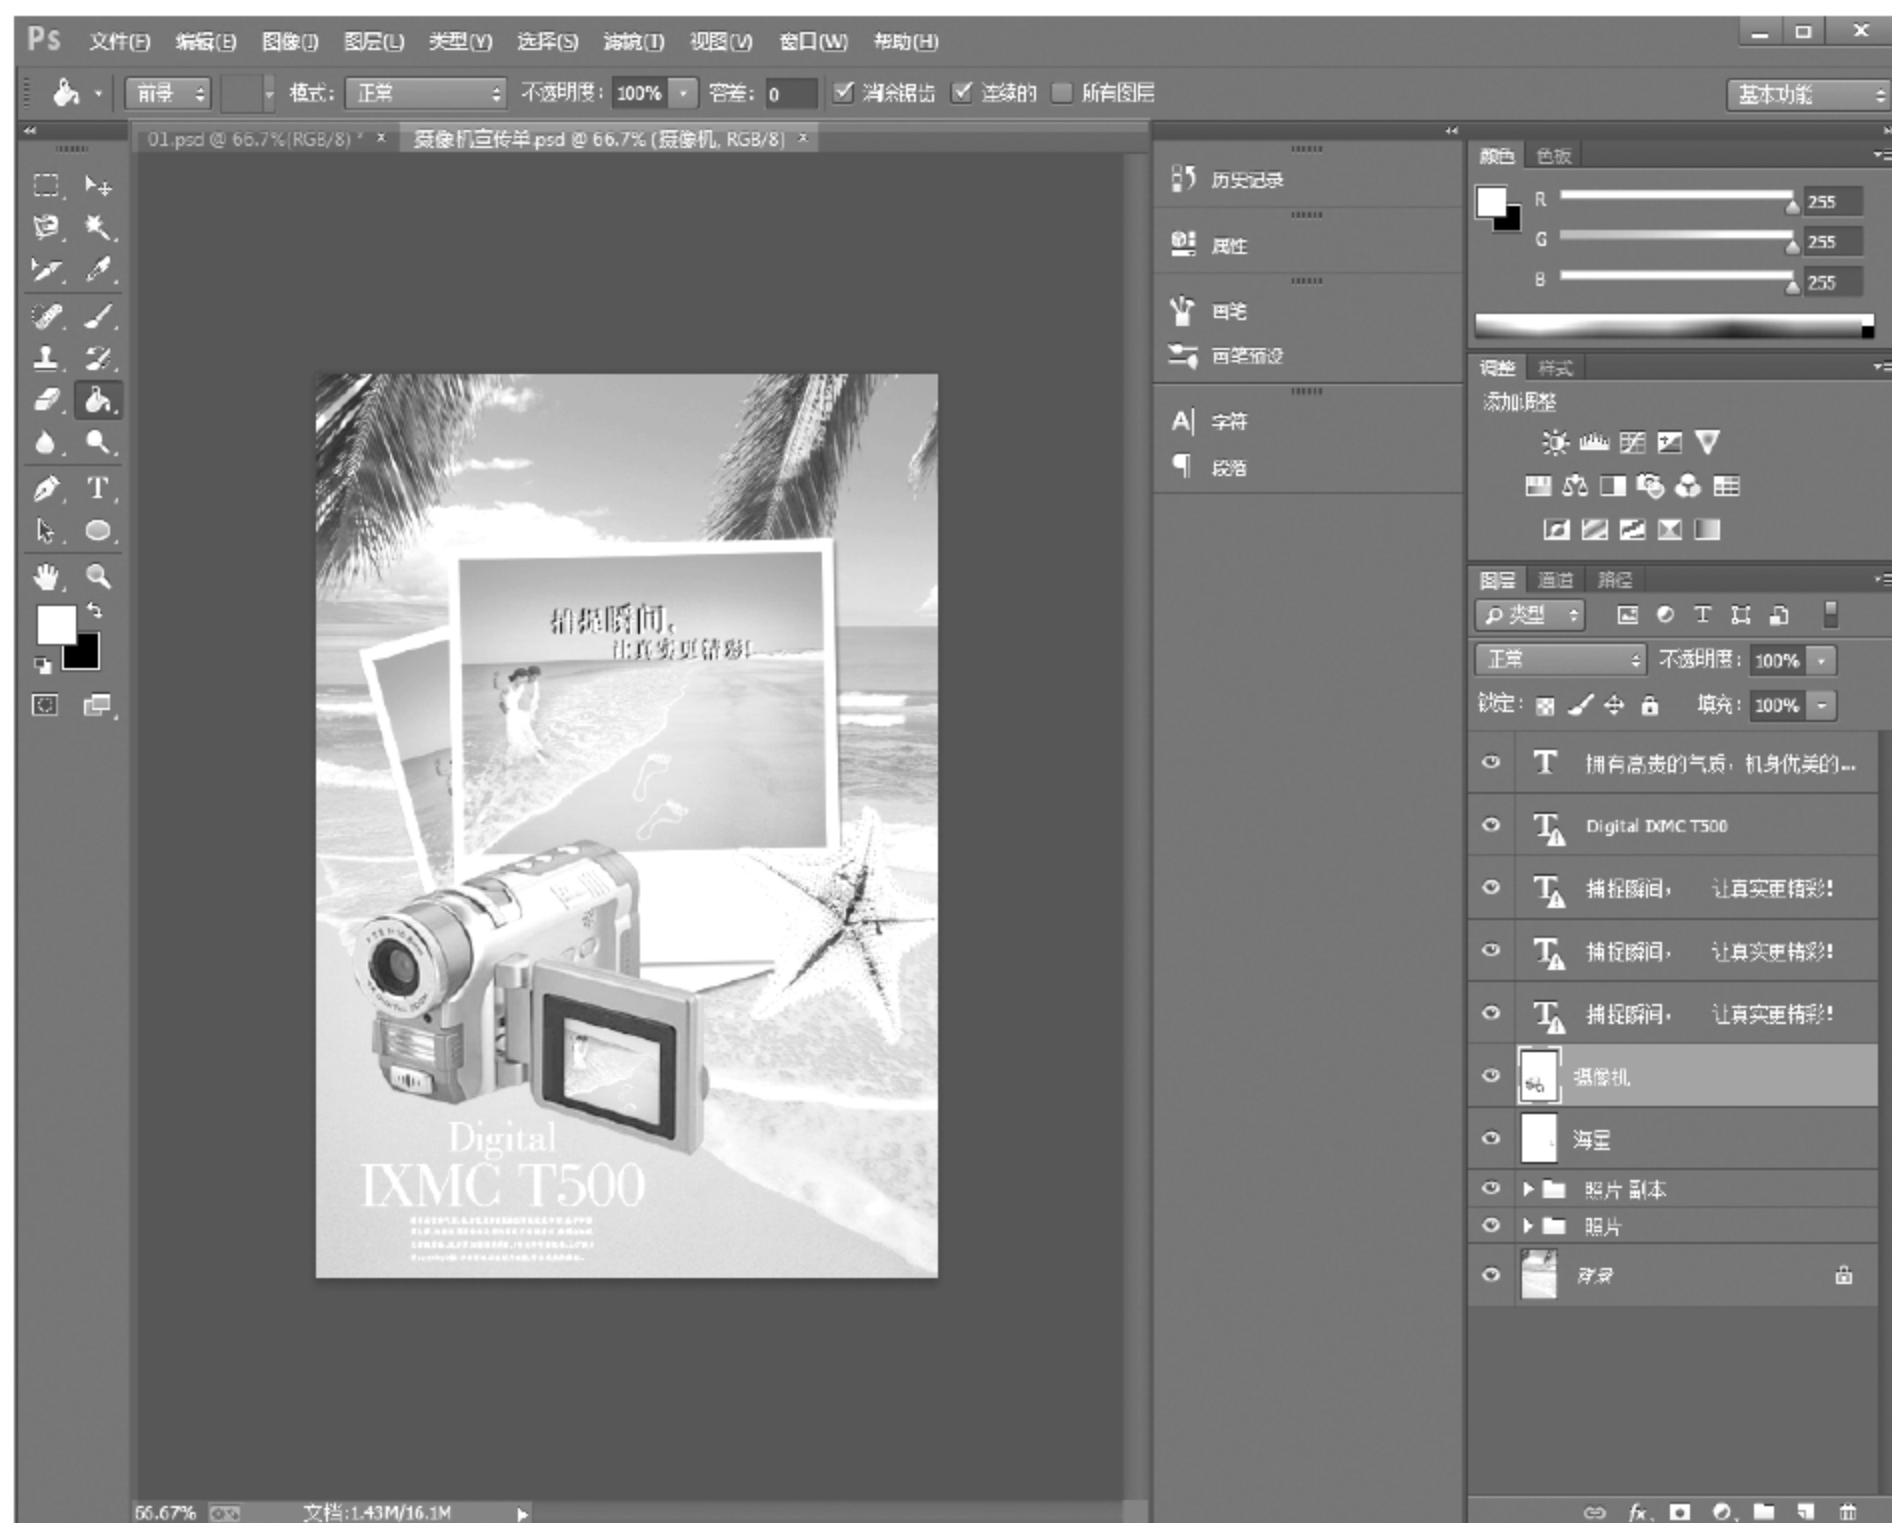 Ps 文件(F) 编辑(E) 图像(I) 图层(L) 类型(Y) 选择(S) 滤镜(T) 视图(V) 窗口(W) 帮助(H)
前景 模式: 正常 不透明度: 100% 容差: 0 消除锯齿 连续的 所有图层 基本功能
01.psd @ 66.7%(RGB/8) * × 摄像机宣传单.psd @ 66.7% (摄像机, RGB/8) ×
历史记录
属性
画笔
画笔预设
字符
段落
颜色 色板
R 255
G 255
B 255
调整 样式
添加调整
图层 通道 路径
类型
正常 不透明度: 100%
锁定: 填充: 100%
拥有高贵的气质，机身优美的...
Digital IXMC T500
捕捉瞬间， 让真实更精彩!
捕捉瞬间， 让真实更精彩!
捕捉瞬间， 让真实更精彩!
摄像机
海星
照片 副本
照片
背景
捕捉瞬间，
让真实更精彩!
Digital
IXMC T500
66.67% 文档:1.43M/16.1M
fx